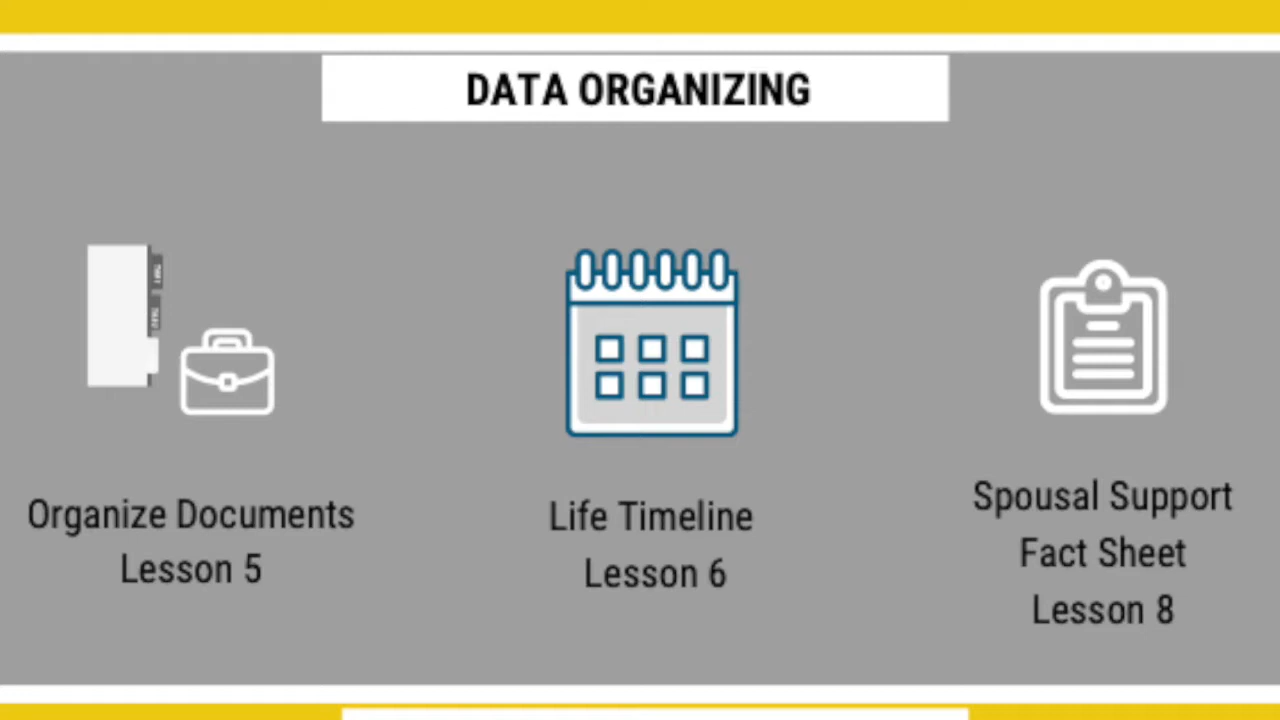 DATA ORGANIZING
Organize Documents
Lesson 5
Life Timeline
Lesson 6
Spousal Support
Fact Sheet
Lesson 8